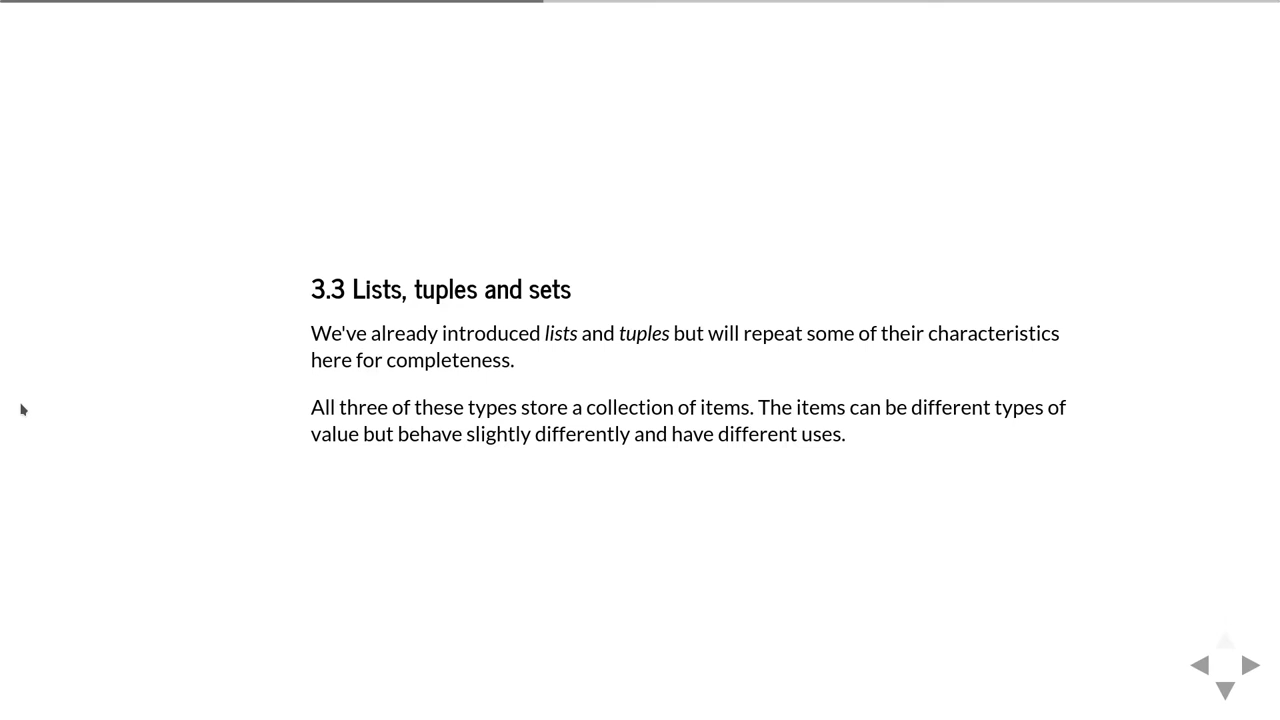 3.3 Lists, tuples and sets
We've already introduced lists and tuples but will repeat some of their characteristics
here for completeness.
All three of these types store a collection of items. The items can be different types of
value but behave slightly differently and have different uses.